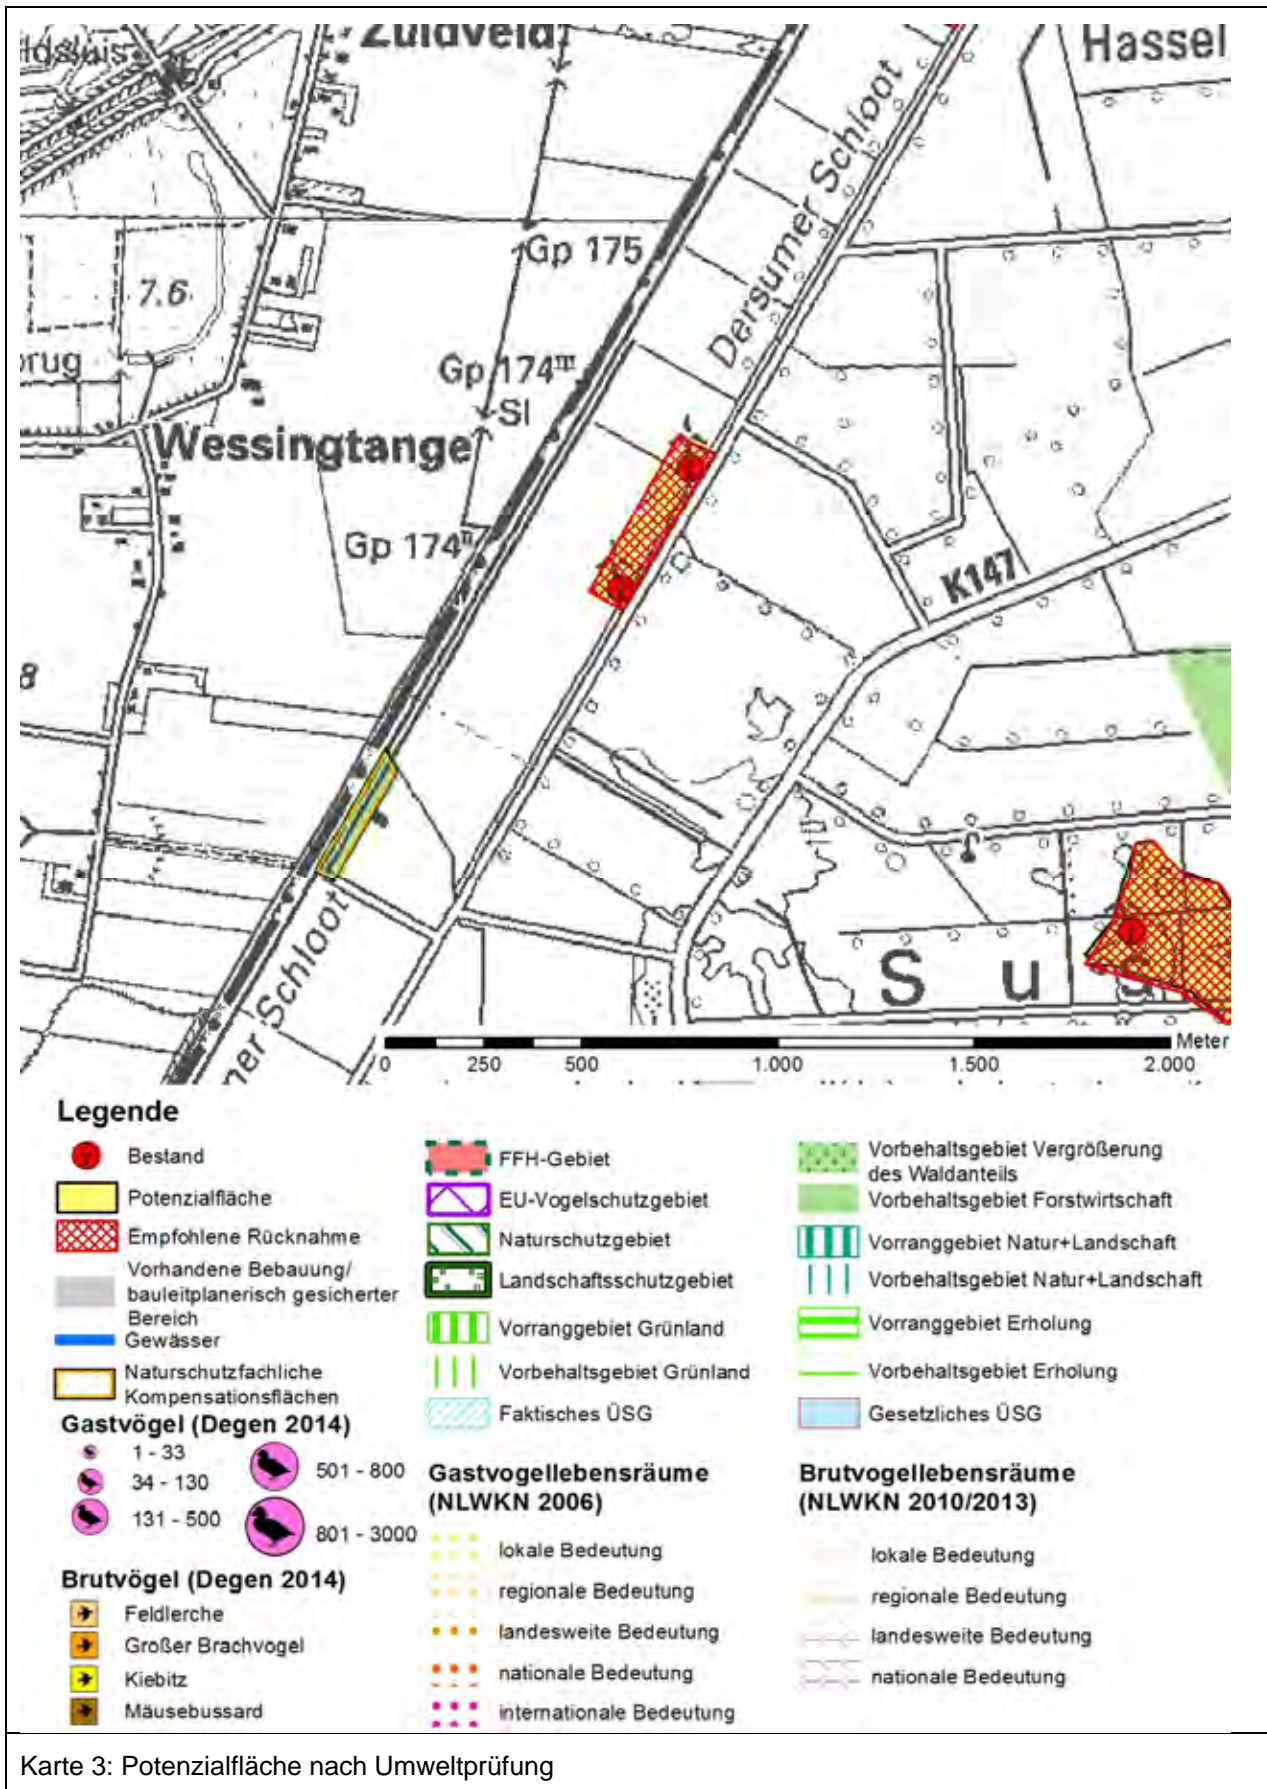 Zuidveld
Hassel
Dersumer Schloot
Gp 175
7.6
Gp 174III
Sl
Wessingtange
Gp 174II
K147
8
S u
Meter
0 250 500 1.000 1.500 2.000
Legende
Bestand
Potenzialfläche
Empfohlene Rücknahme
Vorhandene Bebauung/
bauleitplanerisch gesicherter
Bereich
Gewässer
Naturschutzfachliche
Kompensationsflächen
Gastvögel (Degen 2014)
1 - 33
34 - 130
131 - 500
501 - 800
801 - 3000
Brutvögel (Degen 2014)
Feldlerche
Großer Brachvogel
Kiebitz
Mäusebussard
FFH-Gebiet
EU-Vogelschutzgebiet
Naturschutzgebiet
Landschaftsschutzgebiet
Vorranggebiet Grünland
Vorbehaltsgebiet Grünland
Faktisches ÜSG
Gastvogellebensräume
(NLWKN 2006)
lokale Bedeutung
regionale Bedeutung
landesweite Bedeutung
nationale Bedeutung
internationale Bedeutung
Vorbehaltsgebiet Vergrößerung
des Waldanteils
Vorbehaltsgebiet Forstwirtschaft
Vorranggebiet Natur+Landschaft
Vorbehaltsgebiet Natur+Landschaft
Vorranggebiet Erholung
Vorbehaltsgebiet Erholung
Gesetzliches ÜSG
Brutvogellebensräume
(NLWKN 2010/2013)
lokale Bedeutung
regionale Bedeutung
landesweite Bedeutung
nationale Bedeutung
Karte 3: Potenzialfläche nach Umweltprüfung